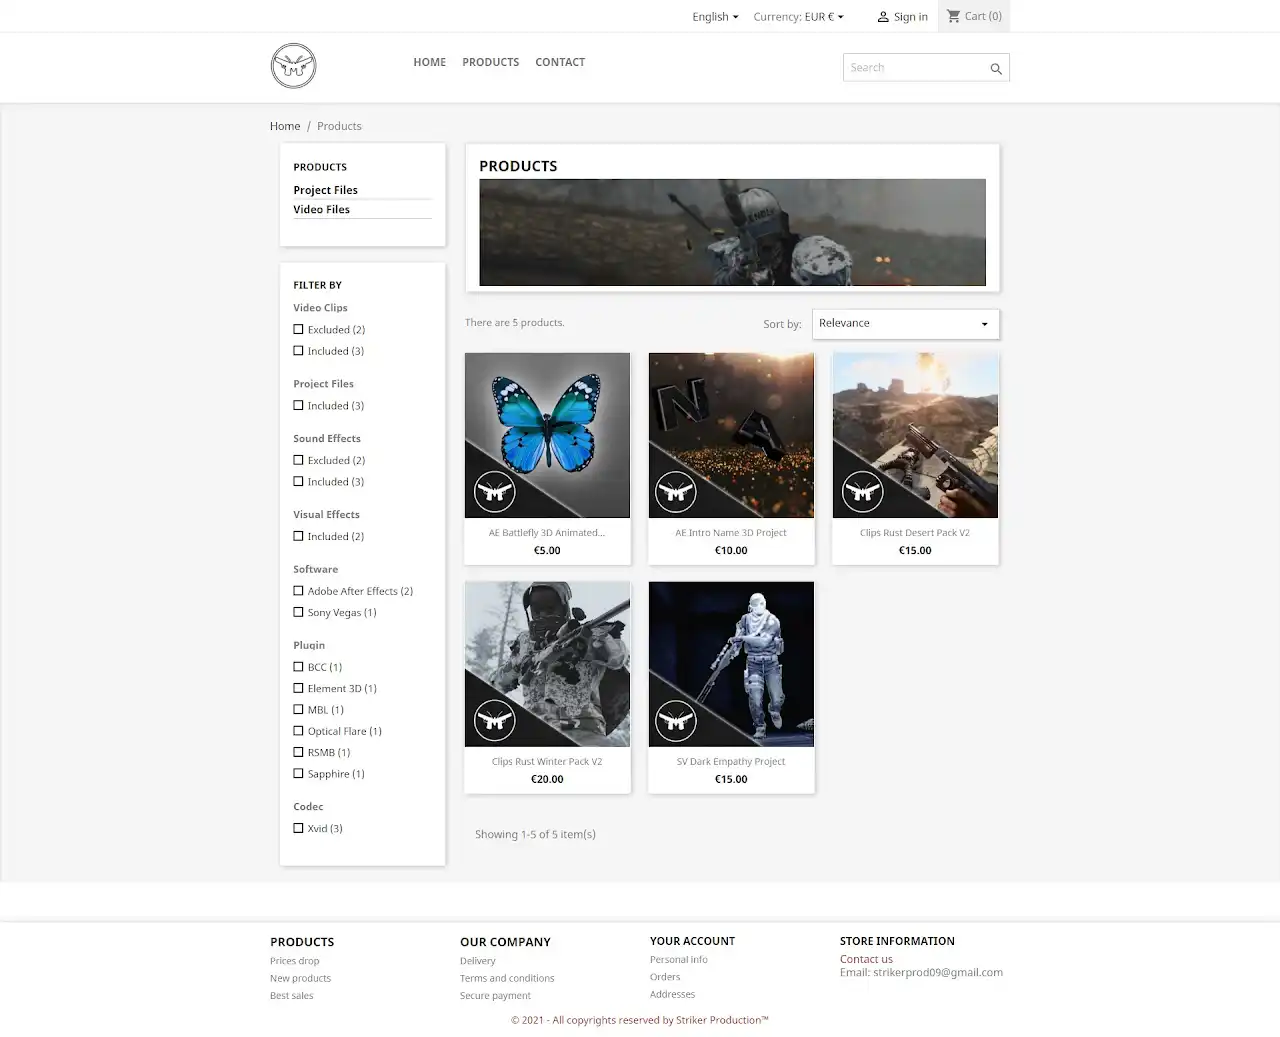 English
Currency: EUR €
Sign in
Cart (0)
HOME PRODUCTS CONTACT
Search
Home / Products
PRODUCTS
Project Files
Video Files
FILTER BY
Video Clips
Excluded (2)
Included (3)
Project Files
Included (3)
Sound Effects
Excluded (2)
Included (3)
Visual Effects
Included (2)
Software
Adobe After Effects (2)
Sony Vegas (1)
Plugin
BCC (1)
Element 3D (1)
MBL (1)
Optical Flare (1)
RSMB (1)
Sapphire (1)
Codec
Xvid (3)
PRODUCTS
There are 5 products.
Sort by:
Relevance
AE Battlefly 3D Animated...
€5.00
N A
AE Intro Name 3D Project
€10.00
Clips Rust Desert Pack V2
€15.00
Clips Rust Winter Pack V2
€20.00
SV Dark Empathy Project
€15.00
Showing 1-5 of 5 item(s)
PRODUCTS
Prices drop
New products
Best sales
OUR COMPANY
Delivery
Terms and conditions
Secure payment
YOUR ACCOUNT
Personal info
Orders
Addresses
STORE INFORMATION
Contact us
Email: strikerprod09@gmail.com
© 2021 - All copyrights reserved by Striker Production™